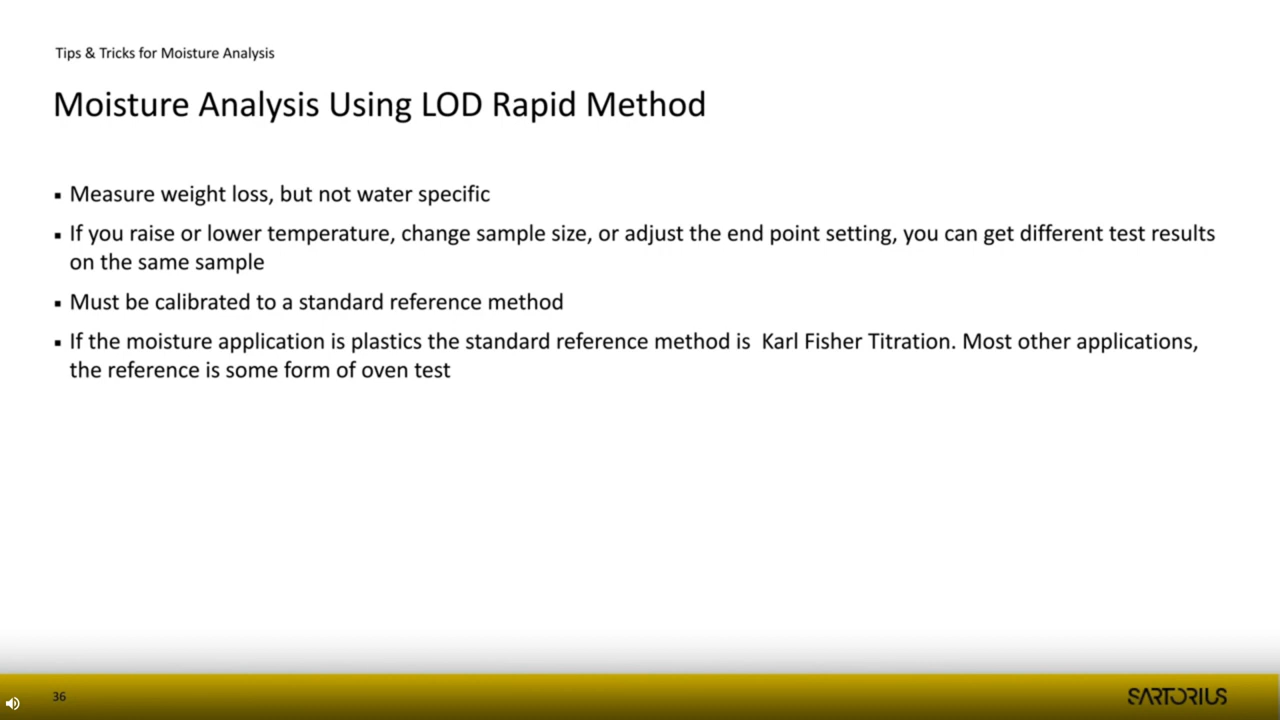 Tips & Tricks for Moisture Analysis
Moisture Analysis Using LOD Rapid Method
▪ Measure weight loss, but not water specific
▪ If you raise or lower temperature, change sample size, or adjust the end point setting, you can get different test results
on the same sample
▪ Must be calibrated to a standard reference method
▪ If the moisture application is plastics the standard reference method is  Karl Fisher Titration. Most other applications,
the reference is some form of oven test
36
SARTORIUS